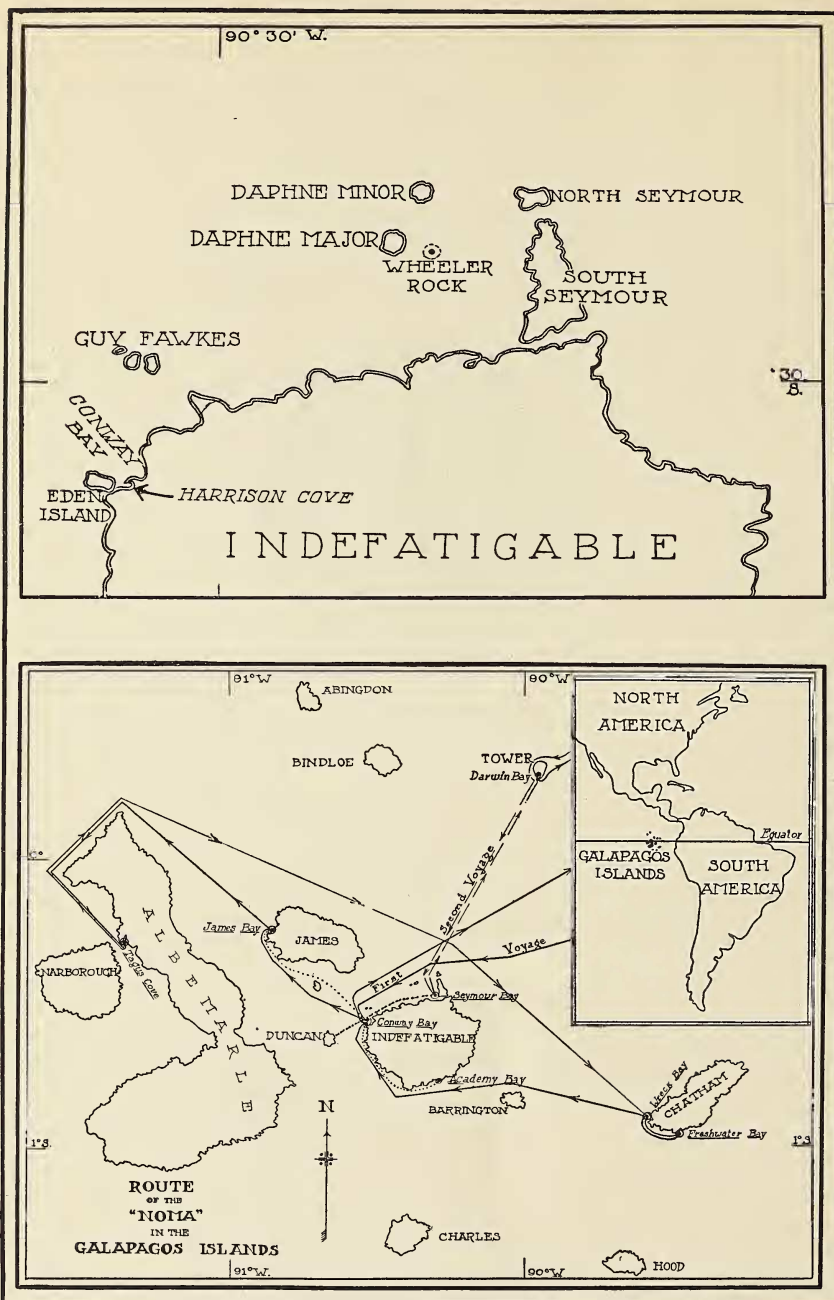 90° 30' W.
DAPHNE MINOR
NORTH SEYMOUR
DAPHNE MAJOR
WHEELER
ROCK
SOUTH
SEYMOUR
GUY FAWKES
30
S.
CONWAY
BAY
EDEN
ISLAND
HARRISON COVE
INDEFATIGABLE
91°W
90°W
ABINGDON
BINDLOE
TOWER
Darwin Bay
NORTH
AMERICA
Equator
GALAPAGOS
ISLANDS
SOUTH
AMERICA
0°
ALBEMARLE
Second Voyage
James Bay
JAMES
First
Voyage
NARBOROUGH
Tagus Cove
D
Seymour Bay
Conway Bay
DUNCAN
INDEFATIGABLE
Academy Bay
BARRINGTON
Wreck Bay
CHATHAM
Freshwater Bay
1°S.
1°S
N
ROUTE
OF THE
"NOMA"
IN THE
GALAPAGOS ISLANDS
CHARLES
HOOD
91°W.
90°W